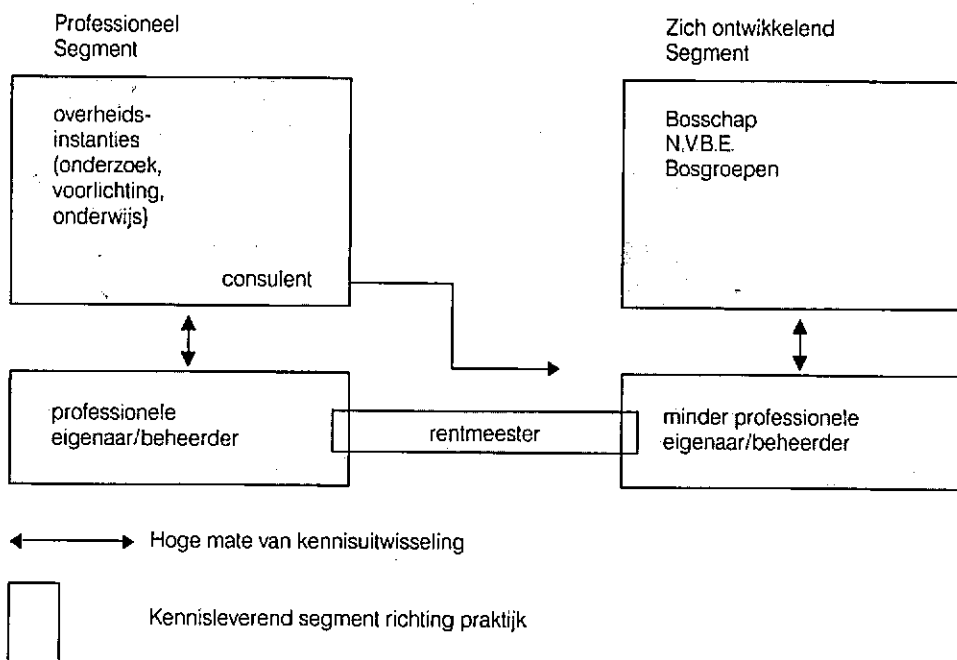 Professioneel
Segment
Zich ontwikkelend
Segment
overheids-
instanties
(onderzoek,
voorlichting,
onderwijs)
consulent
Bosschap
N.V.B.E.
Bosgroepen
professionele
eigenaar/beheerder
rentmeester
minder professionele
eigenaar/beheerder
Hoge mate van kennisuitwisseling
Kennisleverend segment richting praktijk